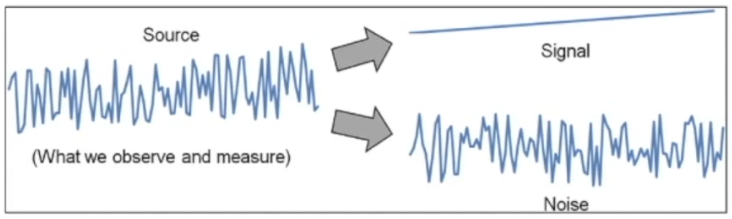 Source
(What we observe and measure)
Signal
Noise